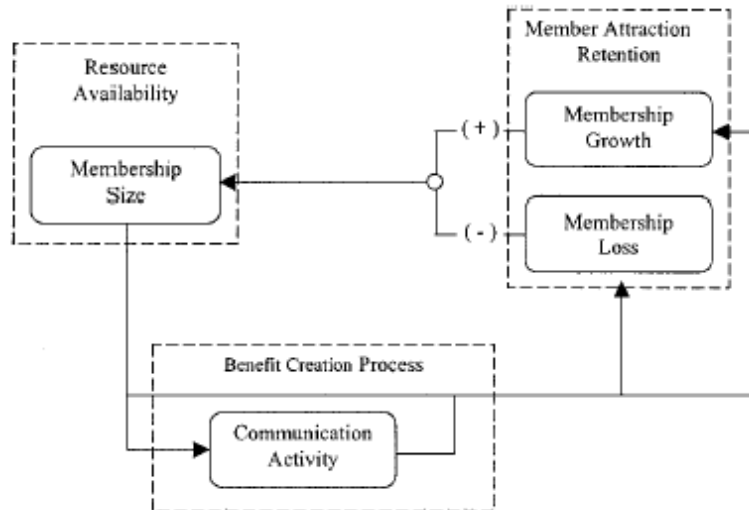 Resource
Availability
Membership
Size
Member Attraction
Retention
(+)
Membership
Growth
(-)
Membership
Loss
Benefit Creation Process
Communication
Activity